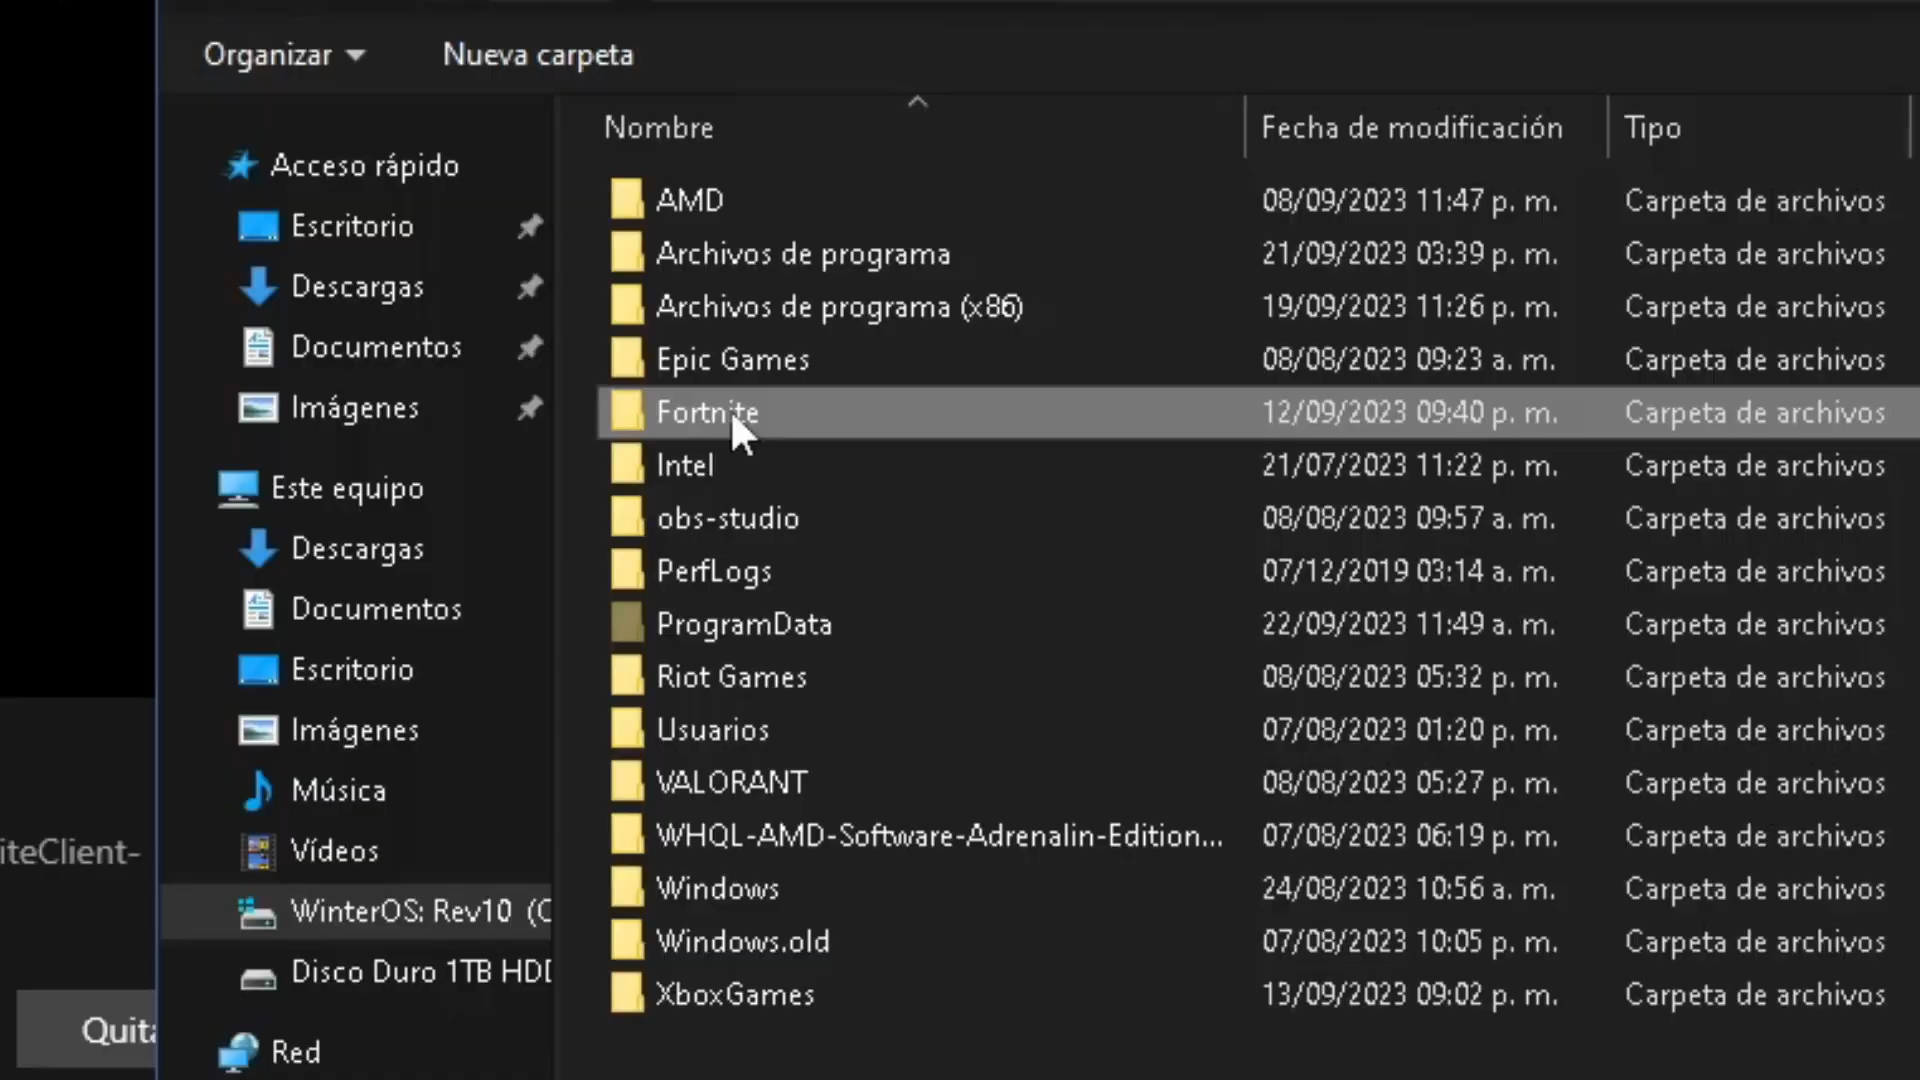 Organizar Nueva carpeta
Nombre Fecha de modificación Tipo
Acceso rápido
Escritorio
Descargas
Documentos
Imágenes
Este equipo
Descargas
Documentos
Escritorio
Imágenes
Música
Vídeos
WinterOS: Rev10 (C
Disco Duro 1TB HDD
Red
AMD 08/09/2023 11:47 p. m. Carpeta de archivos
Archivos de programa 21/09/2023 03:39 p. m. Carpeta de archivos
Archivos de programa (x86) 19/09/2023 11:26 p. m. Carpeta de archivos
Epic Games 08/08/2023 09:23 a. m. Carpeta de archivos
Fortnite 12/09/2023 09:40 p. m. Carpeta de archivos
Intel 21/07/2023 11:22 p. m. Carpeta de archivos
obs-studio 08/08/2023 09:57 a. m. Carpeta de archivos
PerfLogs 07/12/2019 03:14 a. m. Carpeta de archivos
ProgramData 22/09/2023 11:49 a. m. Carpeta de archivos
Riot Games 08/08/2023 05:32 p. m. Carpeta de archivos
Usuarios 07/08/2023 01:20 p. m. Carpeta de archivos
VALORANT 08/08/2023 05:27 p. m. Carpeta de archivos
WHQL-AMD-Software-Adrenalin-Edition... 07/08/2023 06:19 p. m. Carpeta de archivos
Windows 24/08/2023 10:56 a. m. Carpeta de archivos
Windows.old 07/08/2023 10:05 p. m. Carpeta de archivos
XboxGames 13/09/2023 09:02 p. m. Carpeta de archivos
iteClient-
Quita